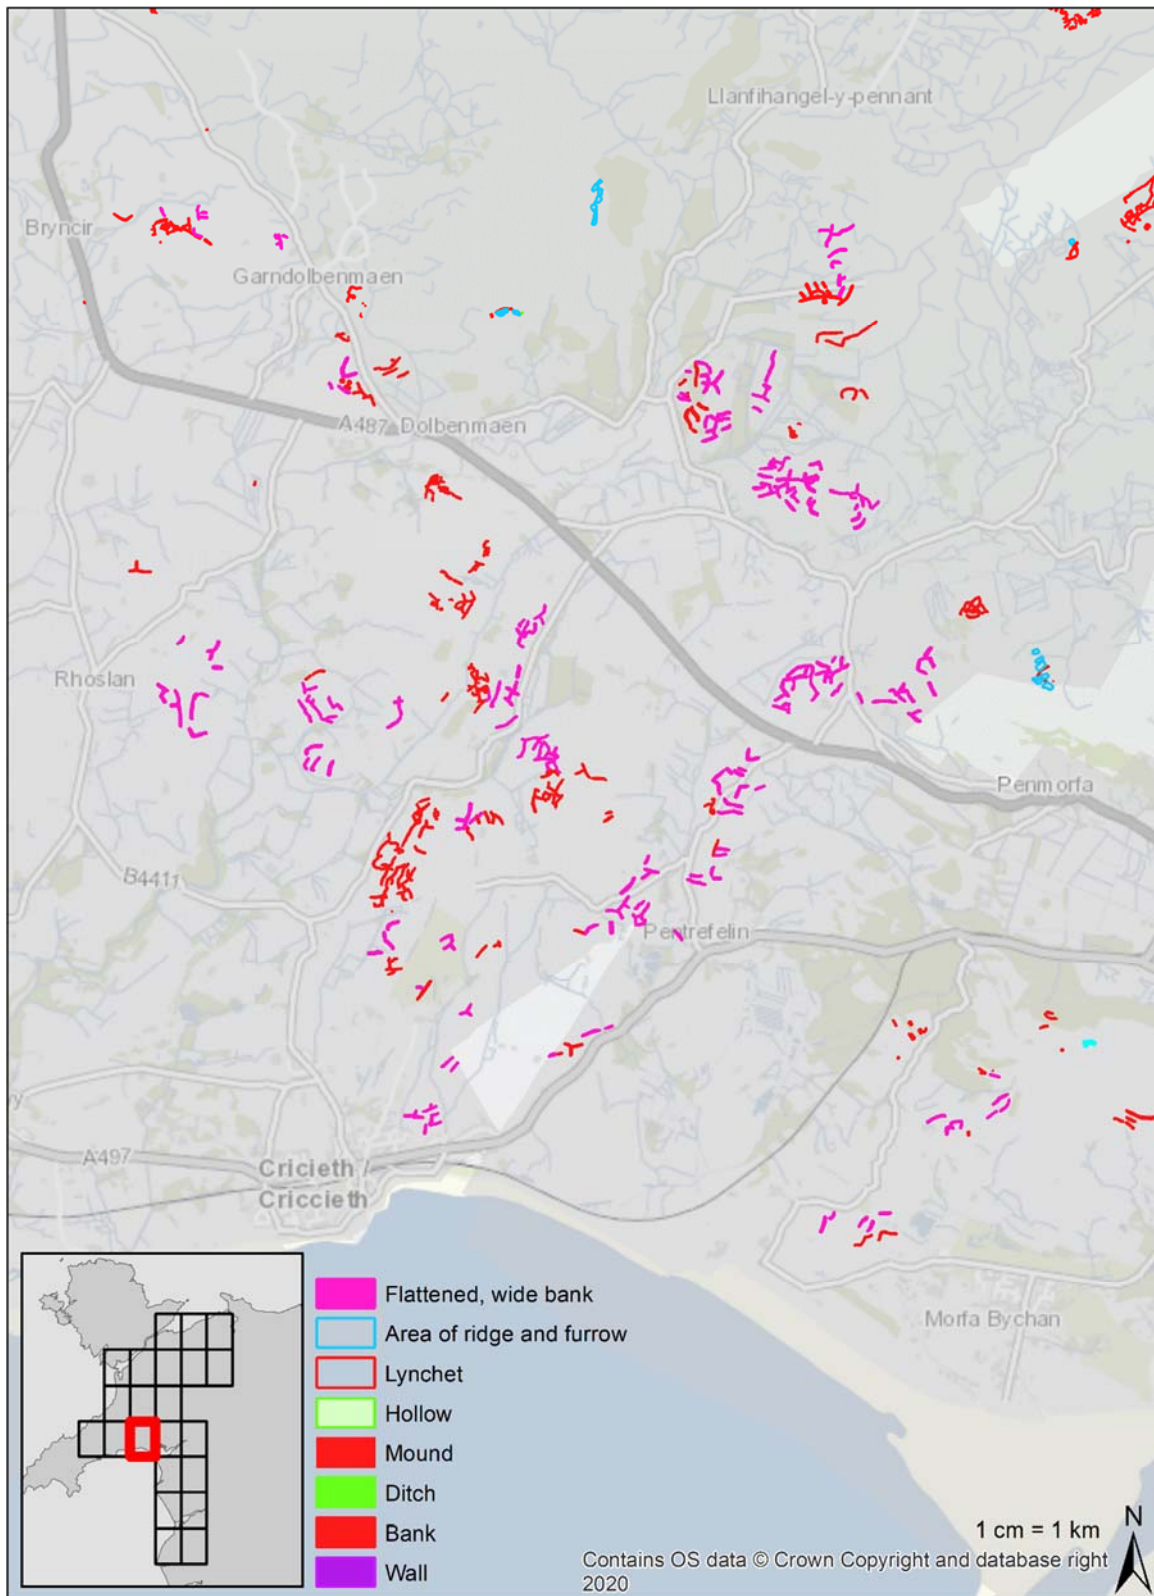 Llanfihangel-y-pennant
Bryncir
Garndolbenmaen
A487 Dolbenmaen
Rhoslan
Penmorfa
B4411
Pentrefelin
ry
A497
Cricieth /
Criccieth
Morfa Bychan
Flattened, wide bank
Area of ridge and furrow
Lynchet
Hollow
Mound
Ditch
Bank
Wall
N
1 cm = 1 km
Contains OS data © Crown Copyright and database right
2020